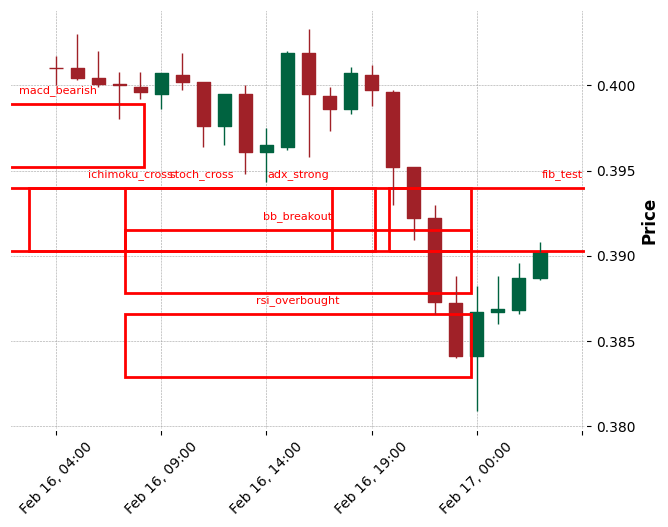 macd_bearish
0.400
ichimoku_cross
stoch_cross
adx_strong
fib_test
0.395
bb_breakout
Price
0.390
rsi_overbought
0.385
0.380
Feb 16, 04:00
Feb 16, 09:00
Feb 16, 14:00
Feb 16, 19:00
Feb 17, 00:00